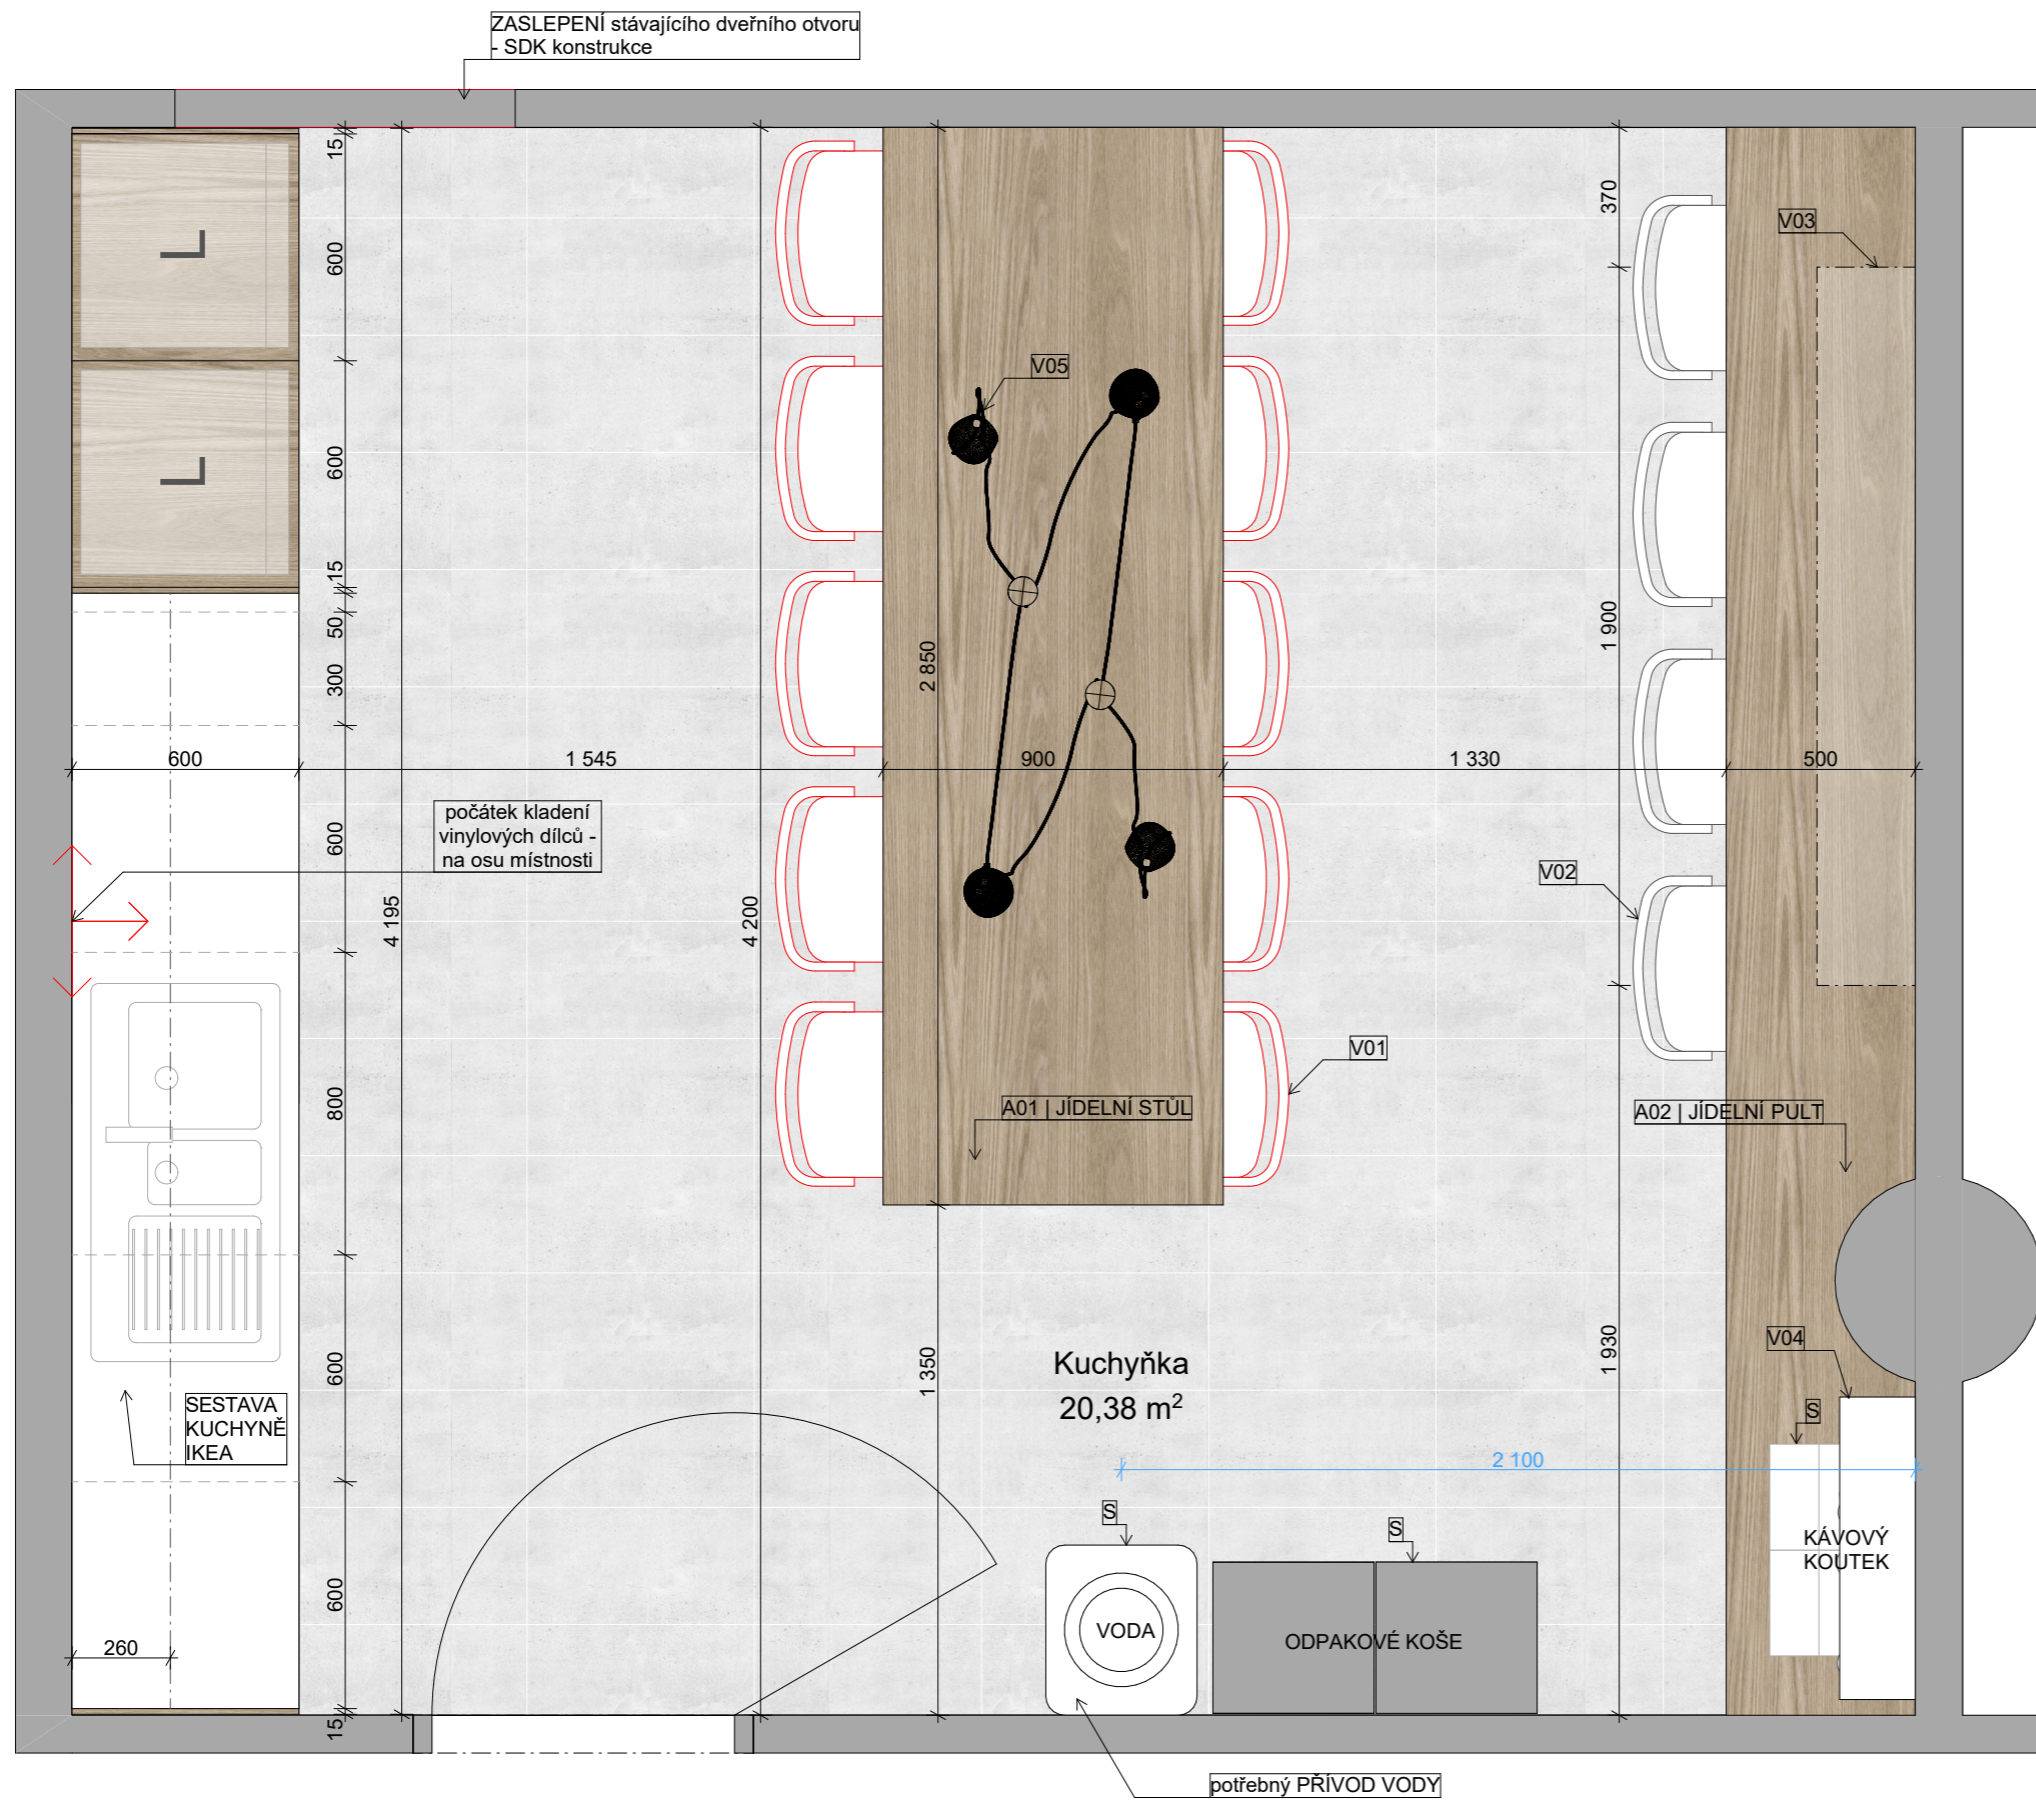 ZASLEPENÍ stávajícího dveřního otvoru
- SDK konstrukce
15
600
600
15
50
300
600
800
600
600
15
4 195
4 200
2 850
1 350
370
1 900
1 930
600
1 545
900
1 330
500
V03
V05
počátek kladení
vinylových dílců -
na osu místnosti
V02
V01
A01 | JÍDELNÍ STŮL
A02 | JÍDELNÍ PULT
Kuchyňka
20,38 m²
V04
S
SESTAVA
KUCHYNĚ
IKEA
2 100
S
S
KÁVOVÝ
KOUTEK
VODA
ODPAKOVÉ KOŠE
260
potřebný PŘÍVOD VODY
L
L